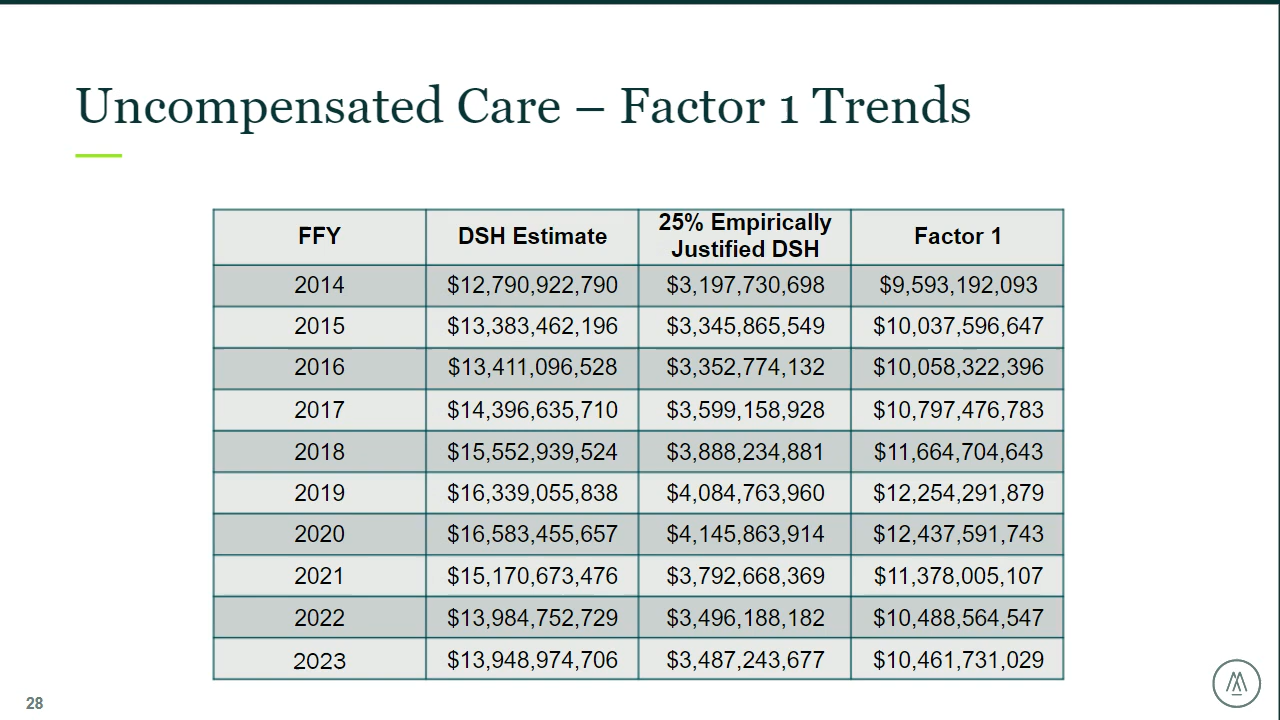 Uncompensated Care – Factor 1 Trends
FFY DSH Estimate 25% Empirically Justified DSH Factor 1
2014 $12,790,922,790 $3,197,730,698 $9,593,192,093
2015 $13,383,462,196 $3,345,865,549 $10,037,596,647
2016 $13,411,096,528 $3,352,774,132 $10,058,322,396
2017 $14,396,635,710 $3,599,158,928 $10,797,476,783
2018 $15,552,939,524 $3,888,234,881 $11,664,704,643
2019 $16,339,055,838 $4,084,763,960 $12,254,291,879
2020 $16,583,455,657 $4,145,863,914 $12,437,591,743
2021 $15,170,673,476 $3,792,668,369 $11,378,005,107
2022 $13,984,752,729 $3,496,188,182 $10,488,564,547
2023 $13,948,974,706 $3,487,243,677 $10,461,731,029
28